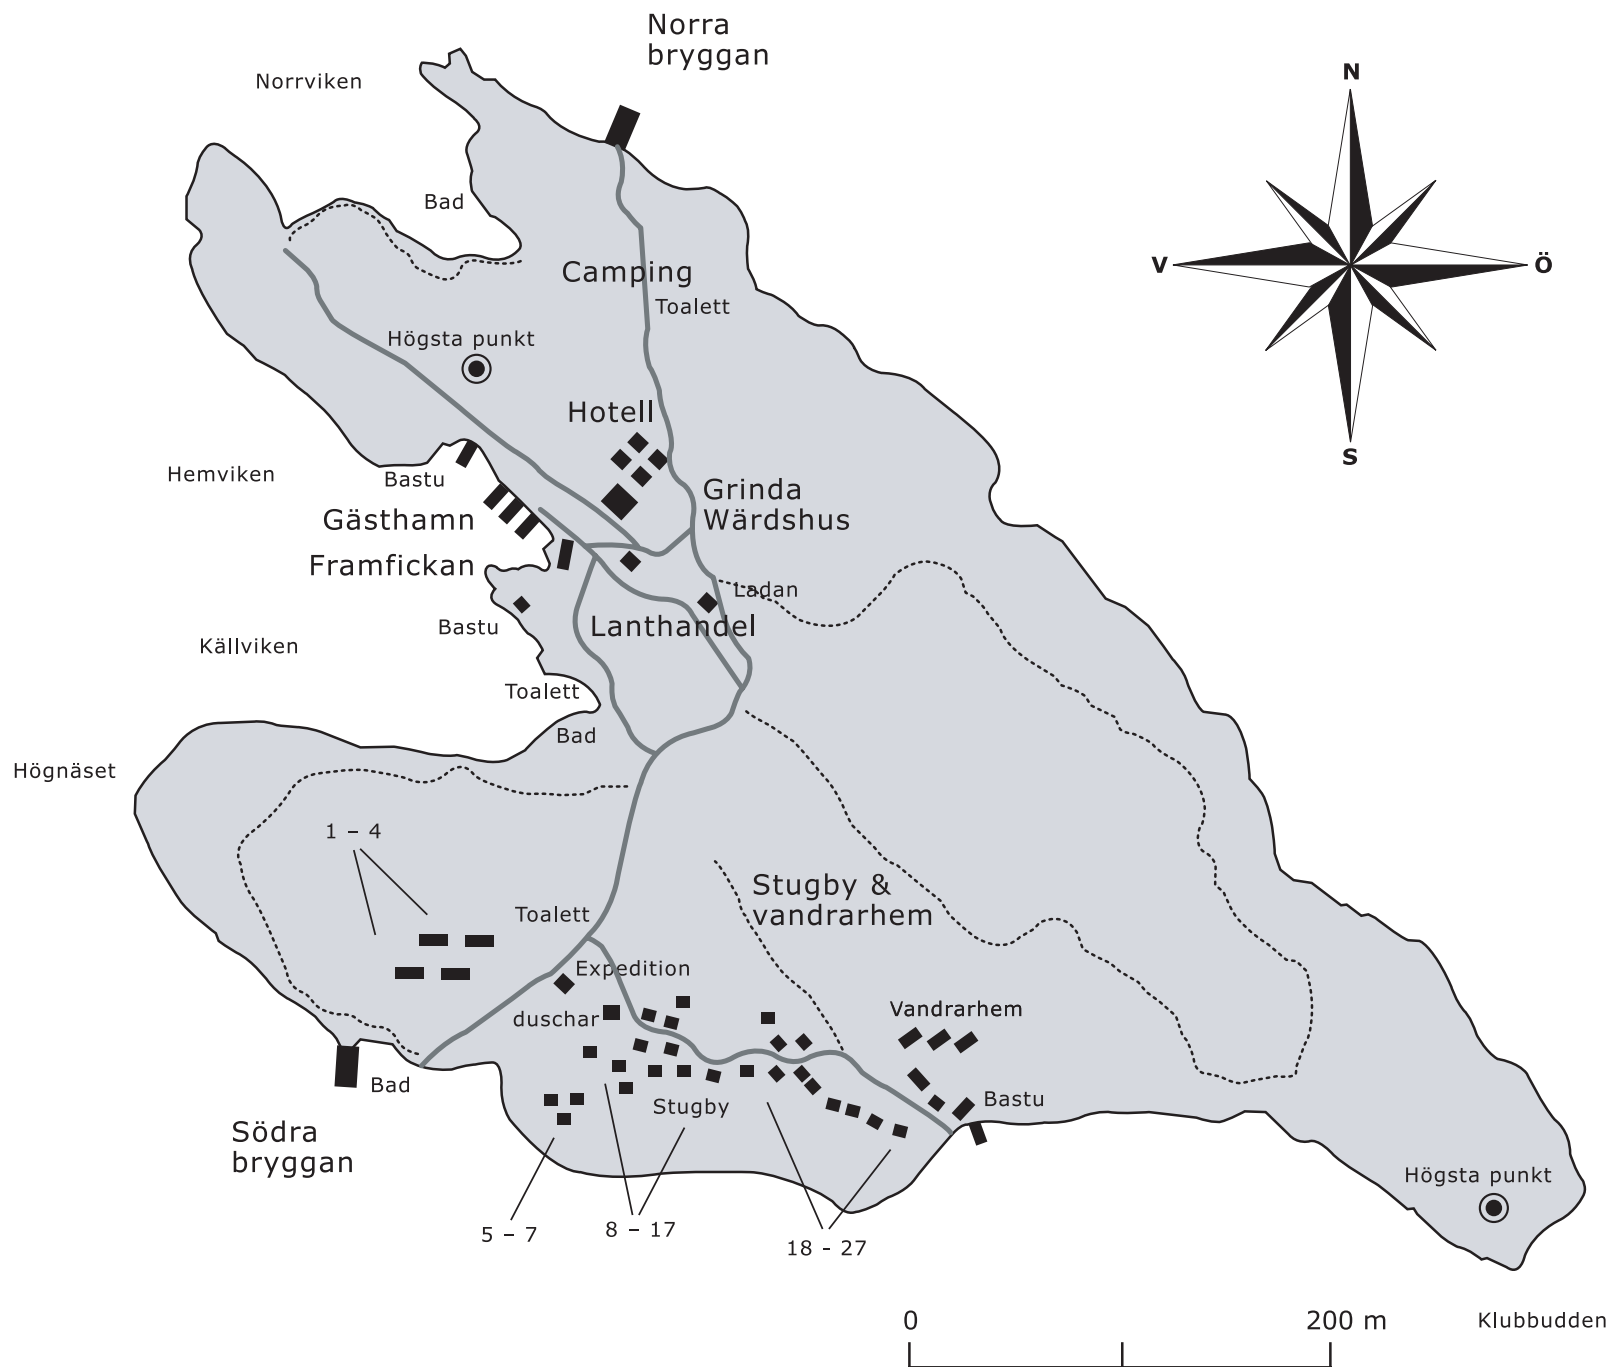 Norra
bryggan
Norrviken
N
Bad
V
Ö
Camping
Toalett
Högsta punkt
Hotell
S
Hemviken
Bastu
Grinda
Wärdshus
Gästhamn
Framfickan
Ladan
Bastu
Lanthandel
Källviken
Toalett
Bad
Högnäset
1 – 4
Stugby &
vandrarhem
Toalett
Expedition
Vandrarhem
duschar
Bad
Stugby
Bastu
Södra
bryggan
Högsta punkt
5 – 7
8 – 17
18 - 27
0
200 m
Klubbudden